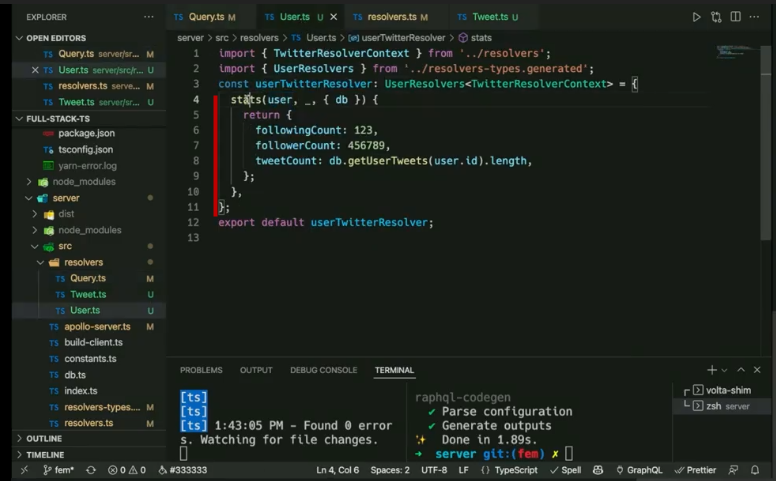 EXPLORER ···
TS Query.ts M
TS User.ts U ×
TS resolvers.ts M
TS Tweet.ts U
OPEN EDITORS
TS Query.ts server/sr... M
× TS User.ts server/src/r... U
TS resolvers.ts serve... M
TS Tweet.ts server/sr... U
FULL-STACK-TS
package.json
tsconfig.json
yarn-error.log
node_modules
server
dist
node_modules
src
resolvers
TS Query.ts M
TS Tweet.ts U
TS User.ts U
TS apollo-server.ts M
TS build-client.ts
TS constants.ts
TS db.ts
TS index.ts
TS resolvers-types.... M
TS resolvers.ts M
OUTLINE
TIMELINE
server > src > resolvers > TS User.ts > userTwitterResolver > stats
1 import { TwitterResolverContext } from '../resolvers';
2 import { UserResolvers } from '../resolvers-types.generated';
3 const userTwitterResolver: UserResolvers<TwitterResolverContext> = {
4 stats(user, _, { db }) {
5 return {
6 followingCount: 123,
7 followerCount: 456789,
8 tweetCount: db.getUserTweets(user.id).length,
9 };
10 },
11 };
12 export default userTwitterResolver;
13
PROBLEMS OUTPUT DEBUG CONSOLE TERMINAL
[ts]
[ts]
[ts] 1:43:05 PM - Found 0 error
s. Watching for file changes.
raphql-codegen
✔ Parse configuration
✔ Generate outputs
✨ Done in 1.89s.
➜ server git:(fem) ✗
volta-shim
zsh server
fem* 0 0 #333333 Ln 4, Col 6 Spaces: 2 UTF-8 LF {} TypeScript ✓ Spell GraphQL Prettier